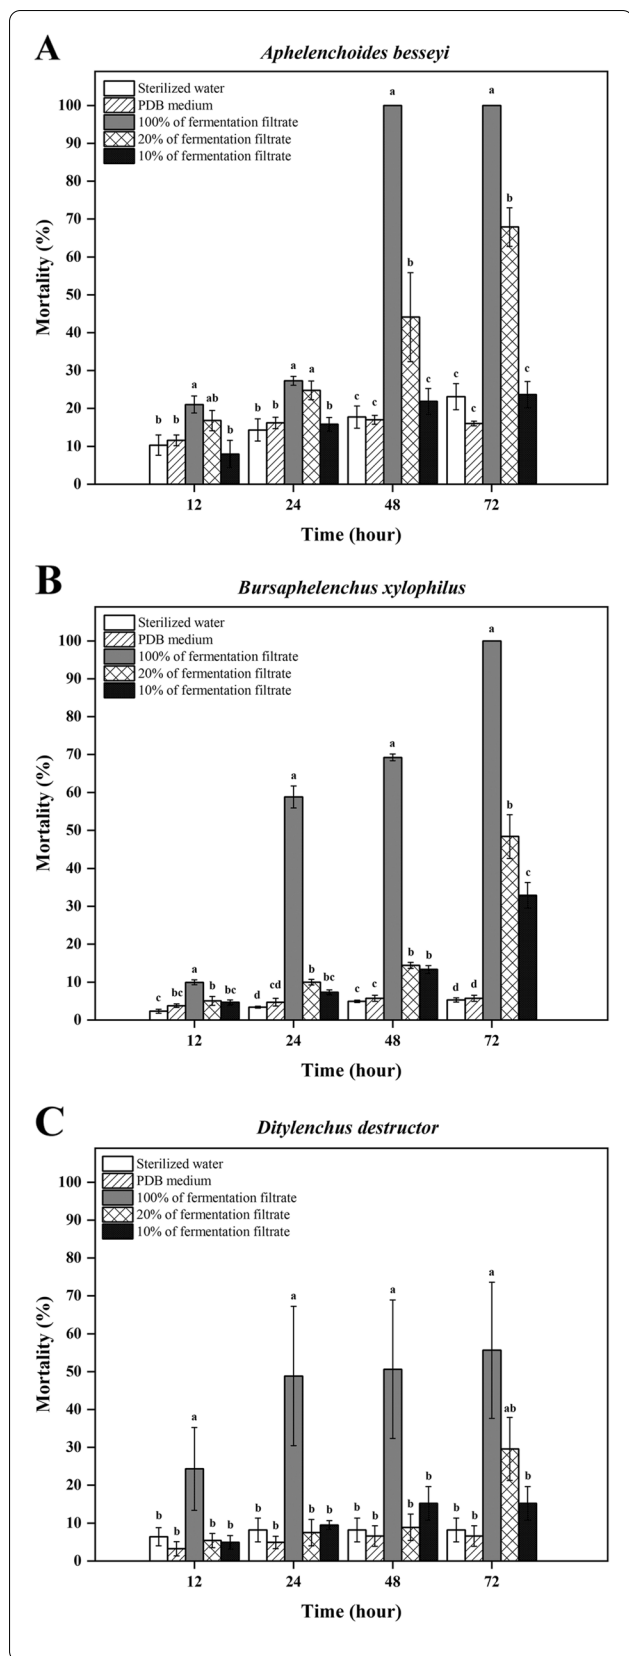 A
Aphelenchoides besseyi
Sterilized water
PDB medium
100% of fermentation filtrate
20% of fermentation filtrate
10% of fermentation filtrate
Mortality (%)
100
90
80
70
60
50
40
30
20
10
0
b b a ab b
b b a a b
c c a b c
c c a b c
12 24 48 72
Time (hour)
B
Bursaphelenchus xylophilus
Sterilized water
PDB medium
100% of fermentation filtrate
20% of fermentation filtrate
10% of fermentation filtrate
Mortality (%)
100
90
80
70
60
50
40
30
20
10
0
c bc a b bc
d cd a b bc
c c a b b
d d a b c
12 24 48 72
Time (hour)
C
Ditylenchus destructor
Sterilized water
PDB medium
100% of fermentation filtrate
20% of fermentation filtrate
10% of fermentation filtrate
Mortality (%)
100
90
80
70
60
50
40
30
20
10
0
b b a b b
b b a b b
b b a b b
b b a ab b
12 24 48 72
Time (hour)